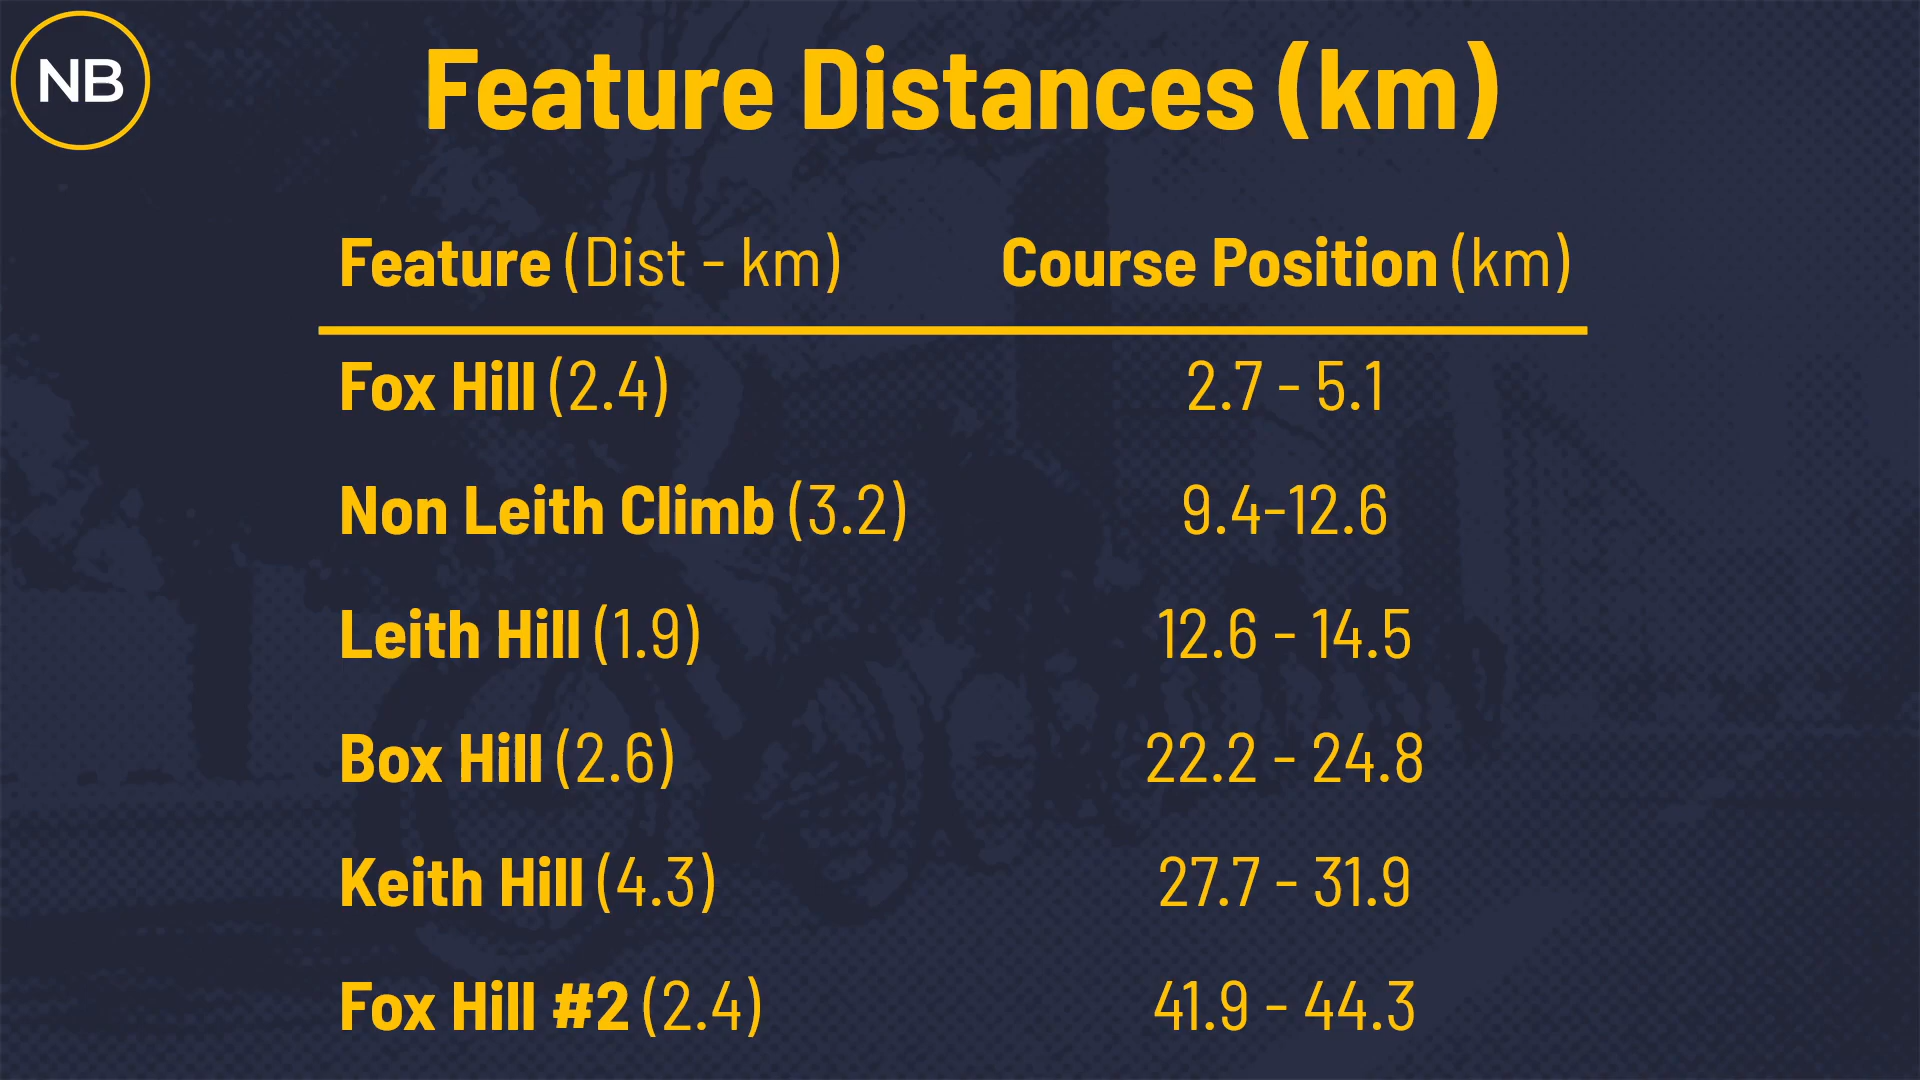 NB
Feature Distances (km)
Feature (Dist - km) Course Position (km)
Fox Hill (2.4) 2.7 - 5.1
Non Leith Climb (3.2) 9.4-12.6
Leith Hill (1.9) 12.6 - 14.5
Box Hill (2.6) 22.2 - 24.8
Keith Hill (4.3) 27.7 - 31.9
Fox Hill #2 (2.4) 41.9 - 44.3